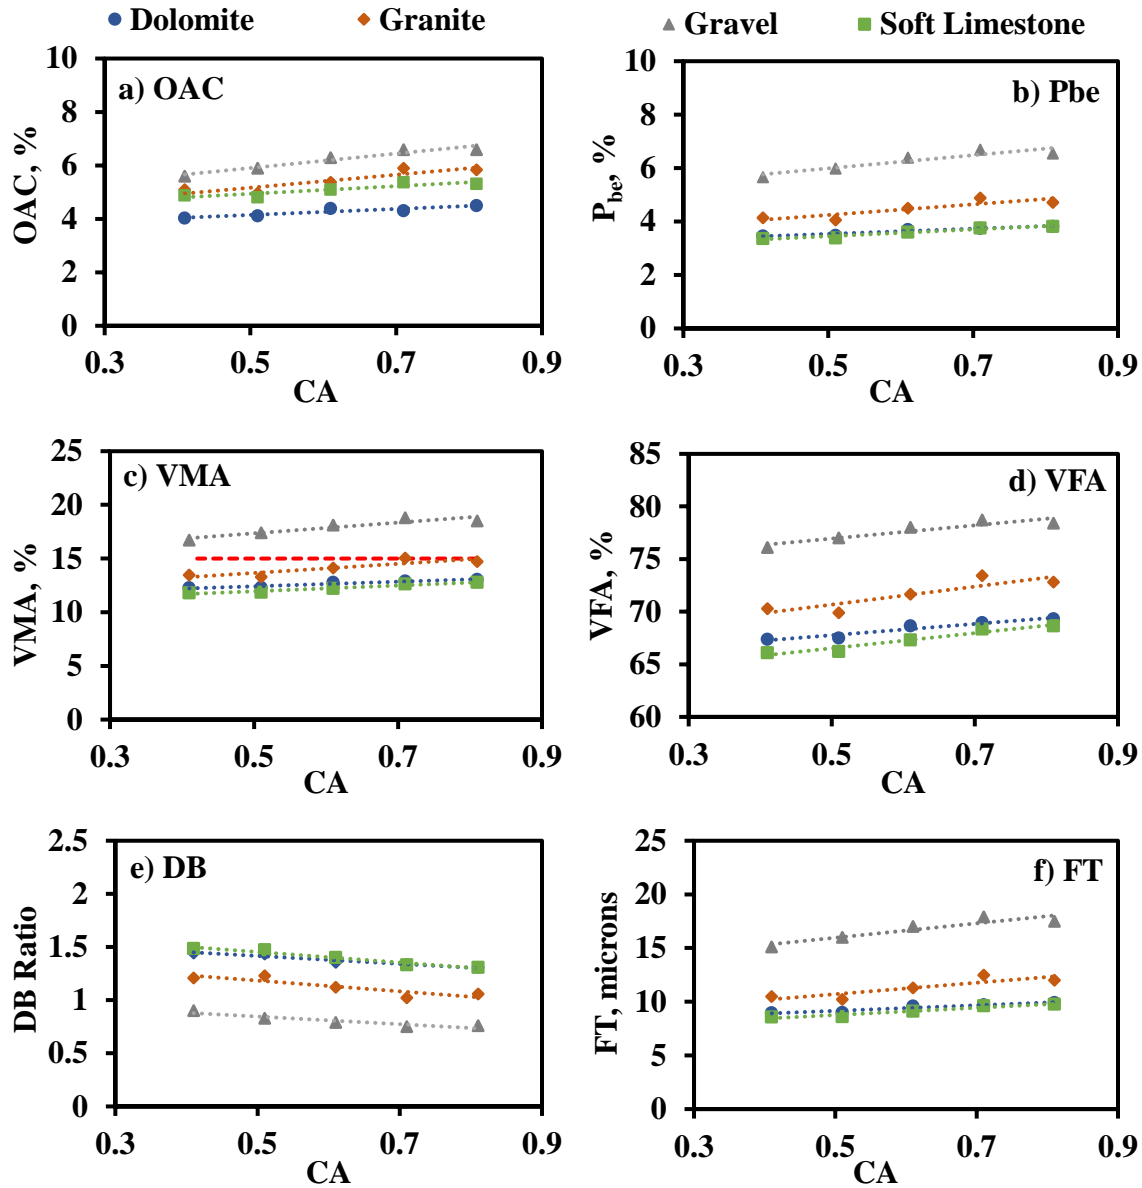 Dolomite Granite Gravel Soft Limestone
a) OAC
OAC, %
10
8
6
4
2
0
0.3 0.5 0.7 0.9
CA
b) Pbe
Pbe, %
10
8
6
4
2
0
0.3 0.5 0.7 0.9
CA
c) VMA
VMA, %
25
20
15
10
5
0
0.3 0.5 0.7 0.9
CA
d) VFA
VFA, %
85
80
75
70
65
60
0.3 0.5 0.7 0.9
CA
e) DB
DB Ratio
2.5
2
1.5
1
0.5
0
0.3 0.5 0.7 0.9
CA
f) FT
FT, microns
25
20
15
10
5
0
0.3 0.5 0.7 0.9
CA